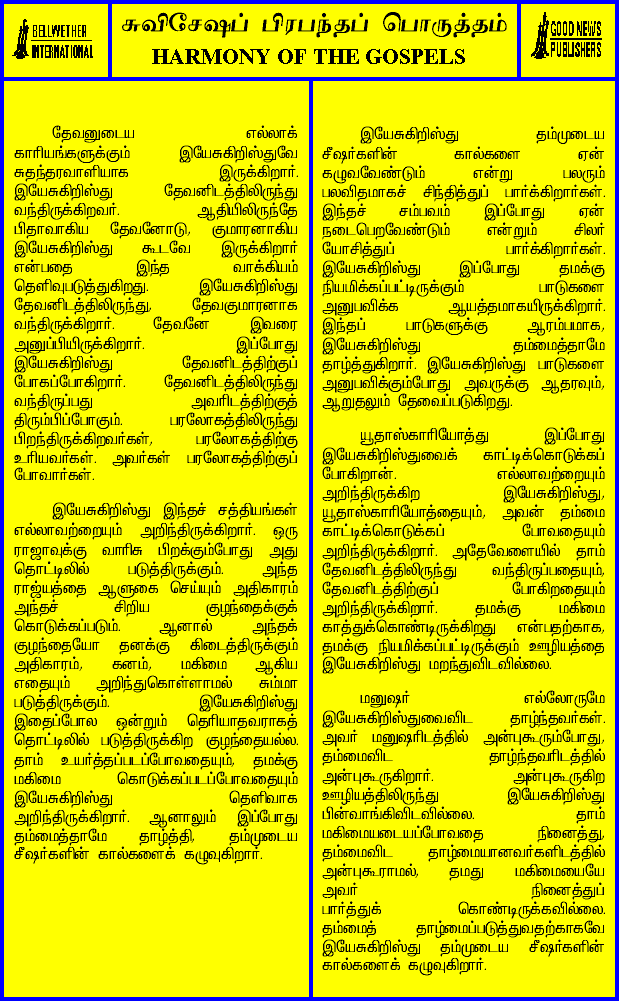 BELLWETHER
INTERNATIONAL
சுவிசேஷப் பிரபந்தப் பொருத்தம்
HARMONY OF THE GOSPELS
GOOD NEWS
PUBLISHERS
தேவனுடைய எல்லாக்
காரியங்களுக்கும் இயேசுகிறிஸ்துவே
சுதந்தரவாளியாக இருக்கிறார்.
இயேசுகிறிஸ்து தேவனிடத்திலிருந்து
வந்திருக்கிறவர். ஆதியிலிருந்தே
பிதாவாகிய தேவனோடு, குமாரனாகிய
இயேசுகிறிஸ்து கூடவே இருக்கிறார்
என்பதை இந்த வாக்கியம்
தெளிவுபடுத்துகிறது. இயேசுகிறிஸ்து
தேவனிடத்திலிருந்து, தேவகுமாரனாக
வந்திருக்கிறார். தேவனே இவரை
அனுப்பியிருக்கிறார். இப்போது
இயேசுகிறிஸ்து தேவனிடத்திற்குப்
போகப்போகிறார். தேவனிடத்திலிருந்து
வந்திருப்பது அவரிடத்திற்குத்
திரும்பிப்போகும். பரலோகத்திலிருந்து
பிறந்திருக்கிறவர்கள், பரலோகத்திற்கு
உரியவர்கள். அவர்கள் பரலோகத்திற்குப்
போவார்கள்.
இயேசுகிறிஸ்து இந்தச் சத்தியங்கள்
எல்லாவற்றையும் அறிந்திருக்கிறார். ஒரு
ராஜாவுக்கு வாரிசு பிறக்கும்போது அது
தொட்டிலில் படுத்திருக்கும். அந்த
ராஜ்யத்தை ஆளுகை செய்யும் அதிகாரம்
அந்தச் சிறிய குழந்தைக்குக்
கொடுக்கப்படும். ஆனால் அந்தக்
குழந்தையோ தனக்கு கிடைத்திருக்கும்
அதிகாரம், கனம், மகிமை ஆகிய
எதையும் அறிந்துகொள்ளாமல் சும்மா
படுத்திருக்கும். இயேசுகிறிஸ்து
இதைப்போல ஒன்றும் தெரியாதவராகத்
தொட்டிலில் படுத்திருக்கிற குழந்தையல்ல.
தாம் உயர்த்தப்படப்போவதையும், தமக்கு
மகிமை கொடுக்கப்படப்போவதையும்
இயேசுகிறிஸ்து தெளிவாக
அறிந்திருக்கிறார். ஆனாலும் இப்போது
தம்மைத்தாமே தாழ்த்தி, தம்முடைய
சீஷர்களின் கால்களைக் கழுவுகிறார்.
இயேசுகிறிஸ்து தம்முடைய
சீஷர்களின் கால்களை ஏன்
கழுவவேண்டும் என்று பலரும்
பலவிதமாகச் சிந்தித்துப் பார்க்கிறார்கள்.
இந்தச் சம்பவம் இப்போது ஏன்
நடைபெறவேண்டும் என்றும் சிலர்
யோசித்துப் பார்க்கிறார்கள்.
இயேசுகிறிஸ்து இப்போது தமக்கு
நியமிக்கப்பட்டிருக்கும் பாடுகளை
அனுபவிக்க ஆயத்தமாகயிருக்கிறார்.
இந்தப் பாடுகளுக்கு ஆரம்பமாக,
இயேசுகிறிஸ்து தம்மைத்தாமே
தாழ்த்துகிறார். இயேசுகிறிஸ்து பாடுகளை
அனுபவிக்கும்போது அவருக்கு ஆதரவும்,
ஆறுதலும் தேவைப்படுகிறது.
யூதாஸ்காரியோத்து இப்போது
இயேசுகிறிஸ்துவைக் காட்டிக்கொடுக்கப்
போகிறான். எல்லாவற்றையும்
அறிந்திருக்கிற இயேசுகிறிஸ்து,
யூதாஸ்காரியோத்தையும், அவன் தம்மை
காட்டிக்கொடுக்கப் போவதையும்
அறிந்திருக்கிறார். அதேவேளையில் தாம்
தேவனிடத்திலிருந்து வந்திருப்பதையும்,
தேவனிடத்திற்குப் போகிறதையும்
அறிந்திருக்கிறார். தமக்கு மகிமை
காத்துக்கொண்டிருக்கிறது என்பதற்காக,
தமக்கு நியமிக்கப்பட்டிருக்கும் ஊழியத்தை
இயேசுகிறிஸ்து மறந்துவிடவில்லை.
மனுஷர் எல்லோருமே
இயேசுகிறிஸ்துவைவிட தாழ்ந்தவர்கள்.
அவர் மனுஷரிடத்தில் அன்புகூரும்போது,
தம்மைவிட தாழ்ந்தவரிடத்தில்
அன்புகூருகிறார். அன்புகூருகிற
ஊழியத்திலிருந்து இயேசுகிறிஸ்து
பின்வாங்கிவிடவில்லை. தாம்
மகிமையடையப்போவதை நினைத்து,
தம்மைவிட தாழ்மையானவர்களிடத்தில்
அன்புகூராமல், தமது மகிமையையே
அவர் நினைத்துப்
பார்த்துக் கொண்டிருக்கவில்லை.
தம்மைத் தாழ்மைப்படுத்துவதற்காகவே
இயேசுகிறிஸ்து தம்முடைய சீஷர்களின்
கால்களைக் கழுவுகிறார்.